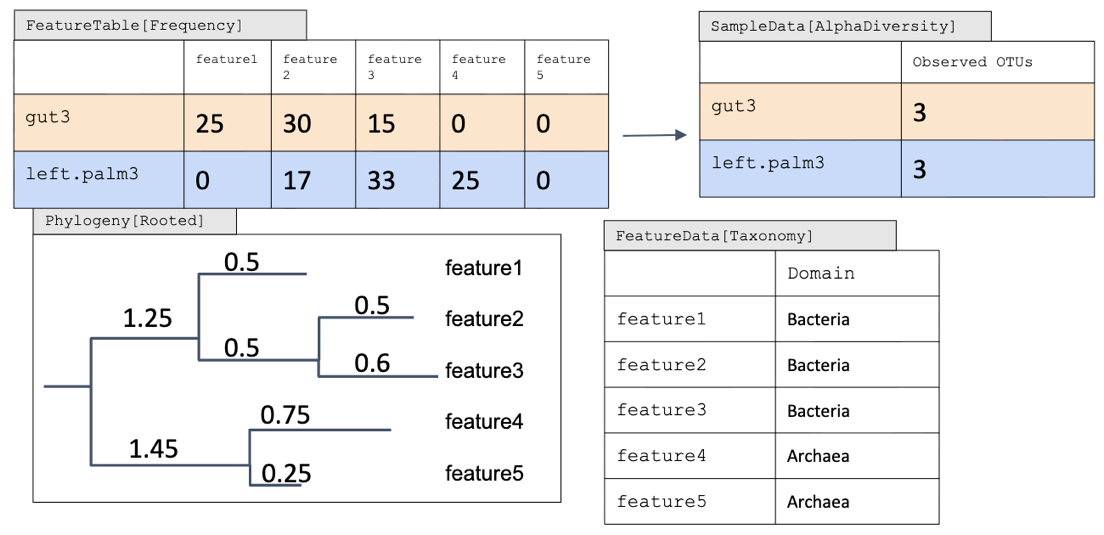 FeatureTable[Frequency]
feature1 feature 2 feature 3 feature 4 feature 5
gut3 25 30 15 0 0
left.palm3 0 17 33 25 0
SampleData[AlphaDiversity]
Observed OTUs
gut3 3
left.palm3 3
Phylogeny[Rooted]
0.5 feature1
1.25 0.5 feature2
0.5 0.6 feature3
0.75 feature4
1.45 0.25 feature5
FeatureData[Taxonomy]
Domain
feature1 Bacteria
feature2 Bacteria
feature3 Bacteria
feature4 Archaea
feature5 Archaea